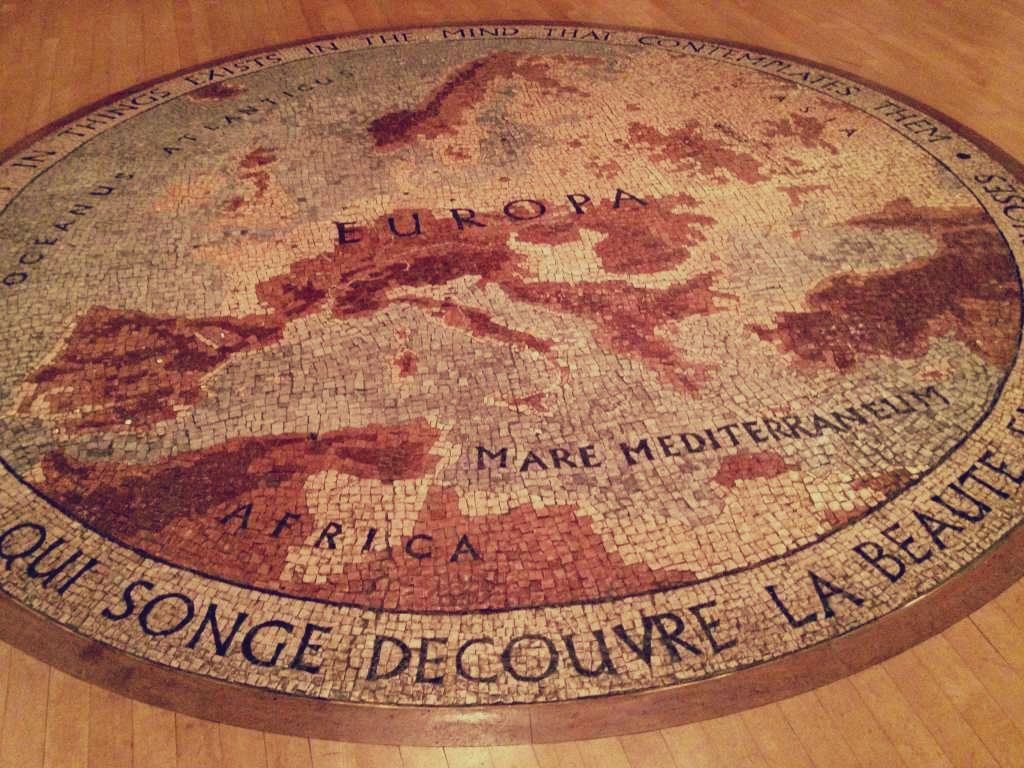 IN THINGS EXISTS IN THE MIND THAT CONTEMPLATES THEM •
OCEANUS ATLANTICUS
ASIA
EUROPA
MARE MEDITERRANEUM
AFRICA
QUI SONGE DECOUVRE LA BEAUTE